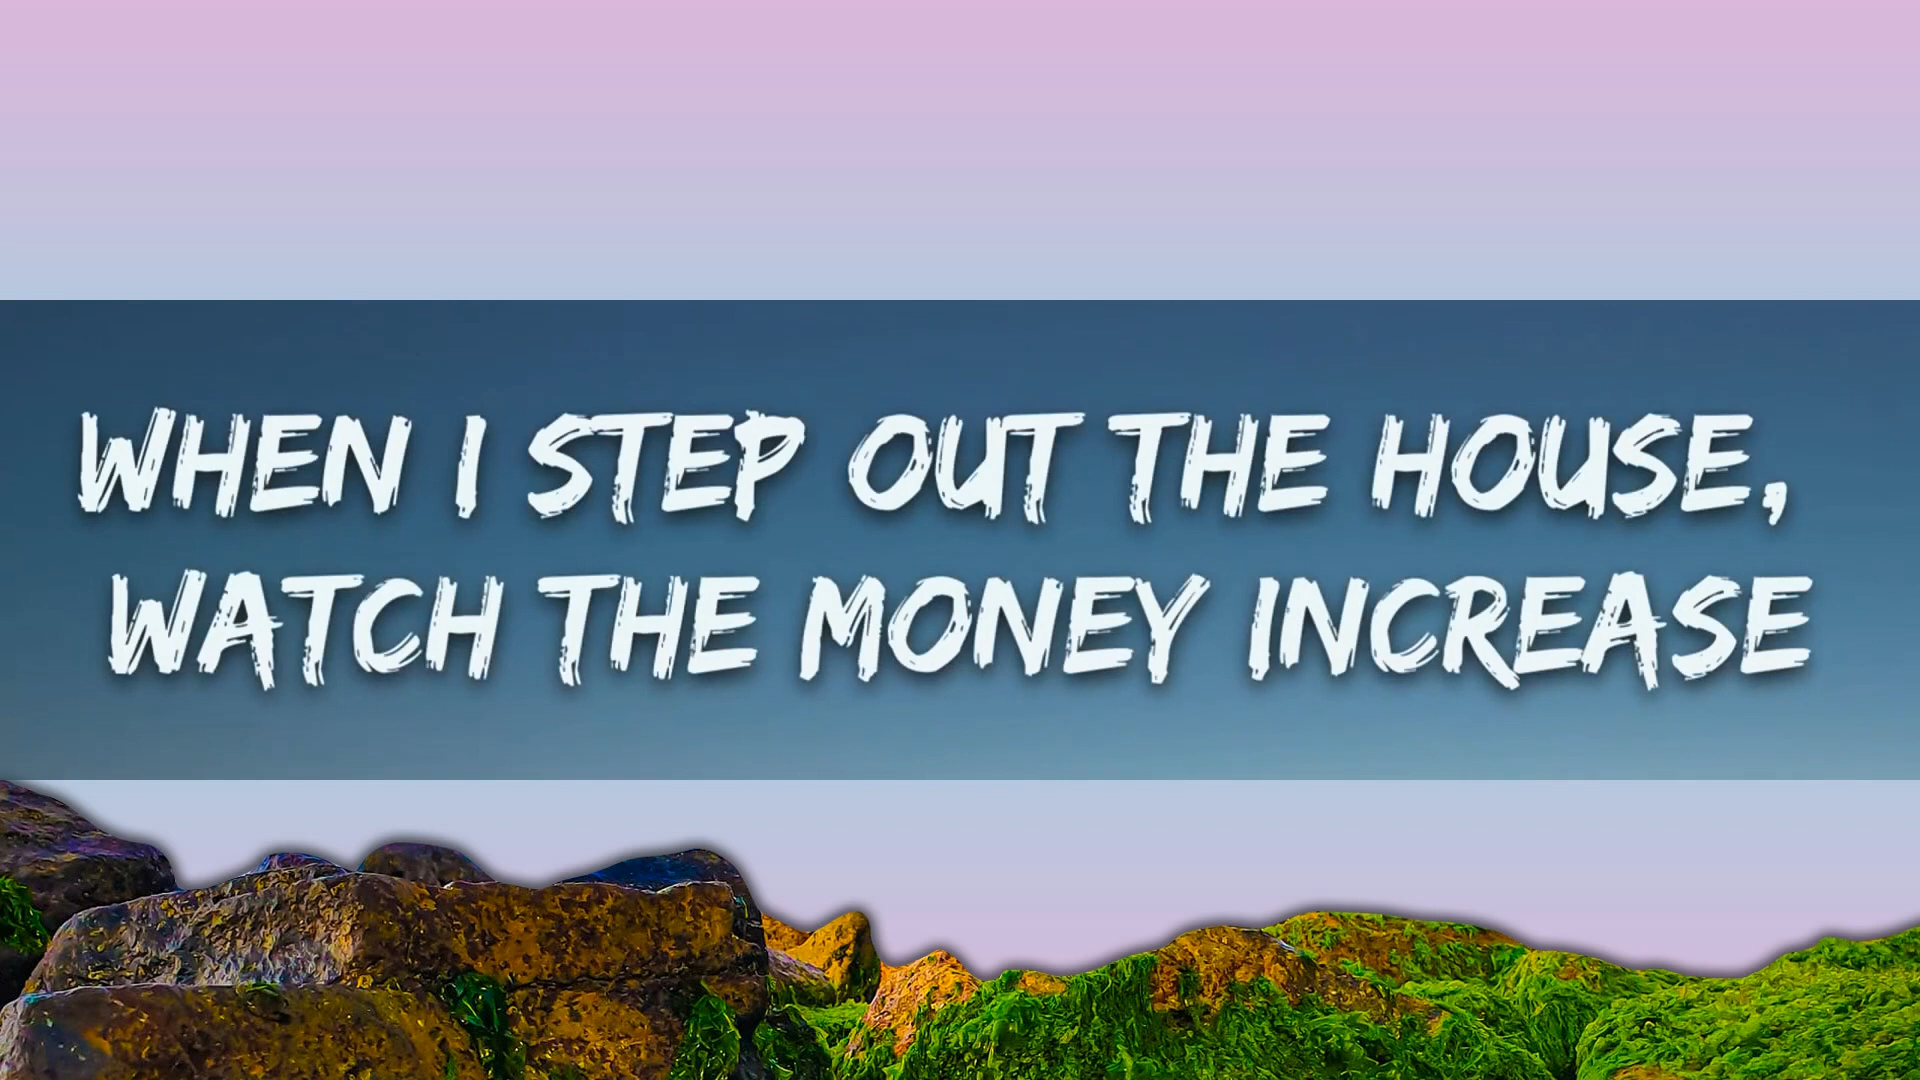 WHEN I STEP OUT THE HOUSE,
WATCH THE MONEY INCREASE